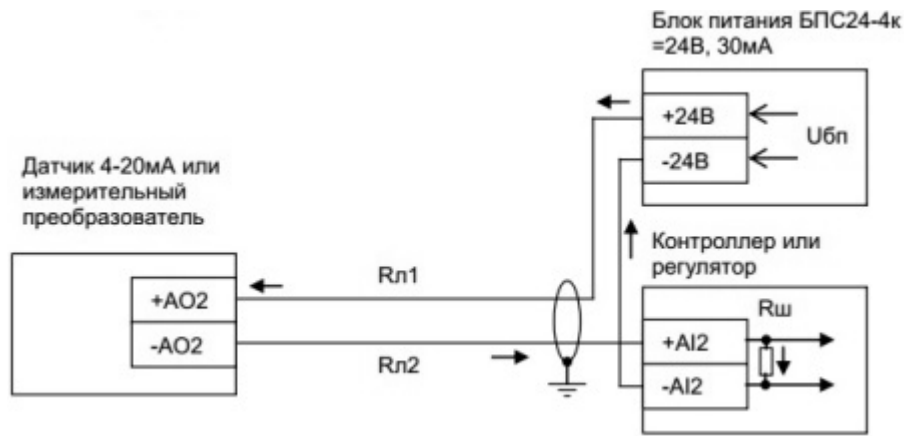 Блок питания БПС24-4к
=24В, 30мА
+24В
-24В
Uбп
Датчик 4-20мА или
измерительный
преобразователь
+AO2
-AO2
Rл1
Rл2
Контроллер или
регулятор
Rш
+AI2
-AI2